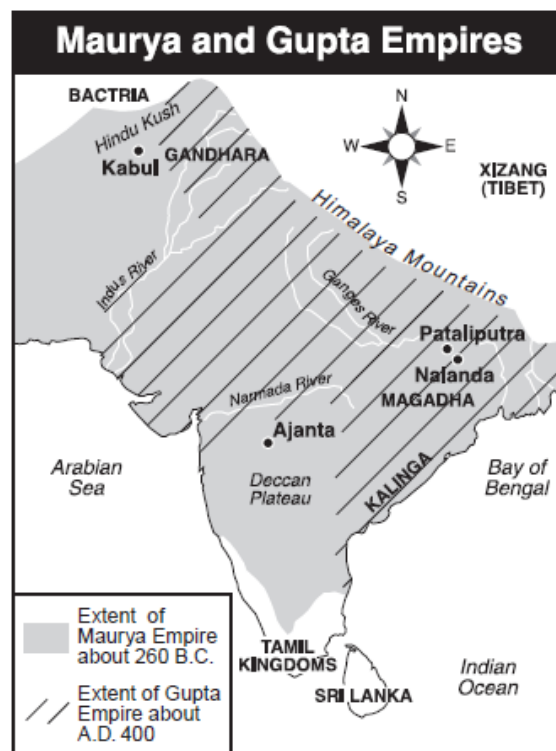 Maurya and Gupta Empires
BACTRIA
Hindu Kush
Kabul
GANDHARA
N
W
E
S
XIZANG
(TIBET)
Himalaya Mountains
Indus River
Ganges River
Pataliputra
Nalanda
MAGADHA
Narmada River
Ajanta
Arabian
Sea
Deccan
Plateau
KALINGA
Bay of
Bengal
Extent of
Maurya Empire
about 260 B.C.
Extent of Gupta
Empire about
A.D. 400
TAMIL
KINGDOMS
SRI LANKA
Indian
Ocean